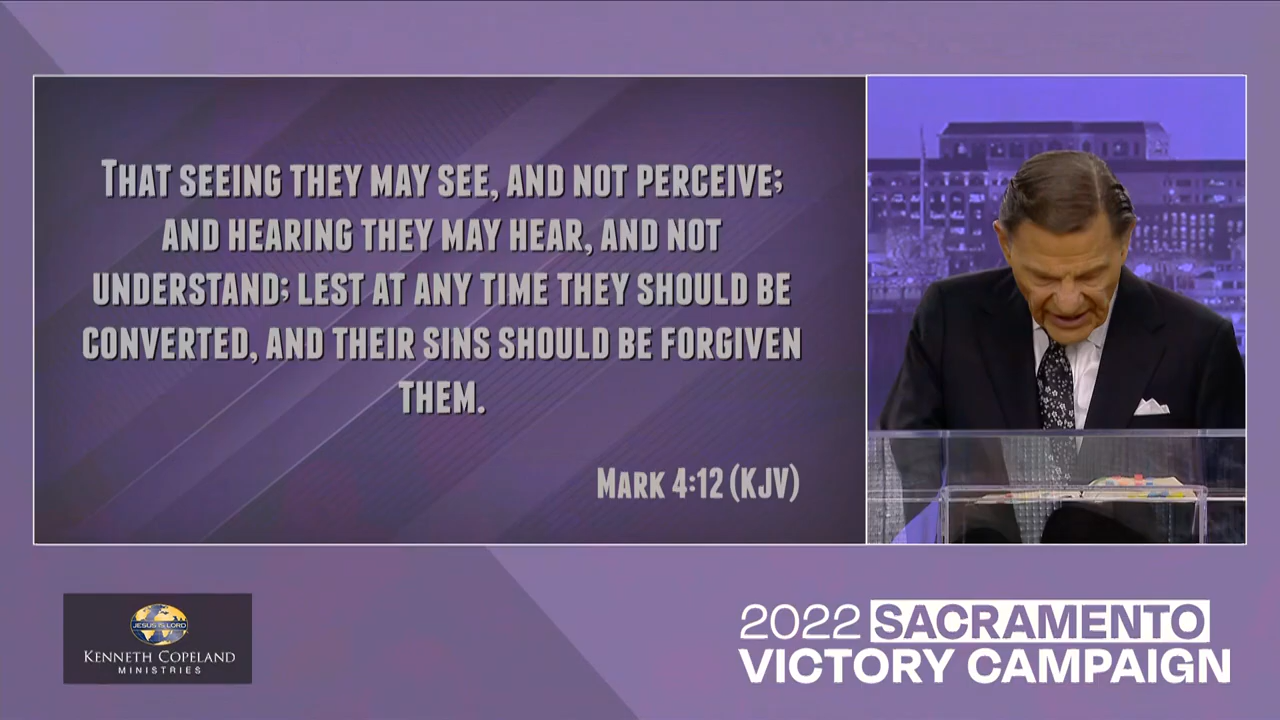 THAT SEEING THEY MAY SEE, AND NOT PERCEIVE;
AND HEARING THEY MAY HEAR, AND NOT
UNDERSTAND; LEST AT ANY TIME THEY SHOULD BE
CONVERTED, AND THEIR SINS SHOULD BE FORGIVEN
THEM.
MARK 4:12 (KJV)
JESUS IS LORD
KENNETH COPELAND
MINISTRIES
2022 SACRAMENTO
VICTORY CAMPAIGN